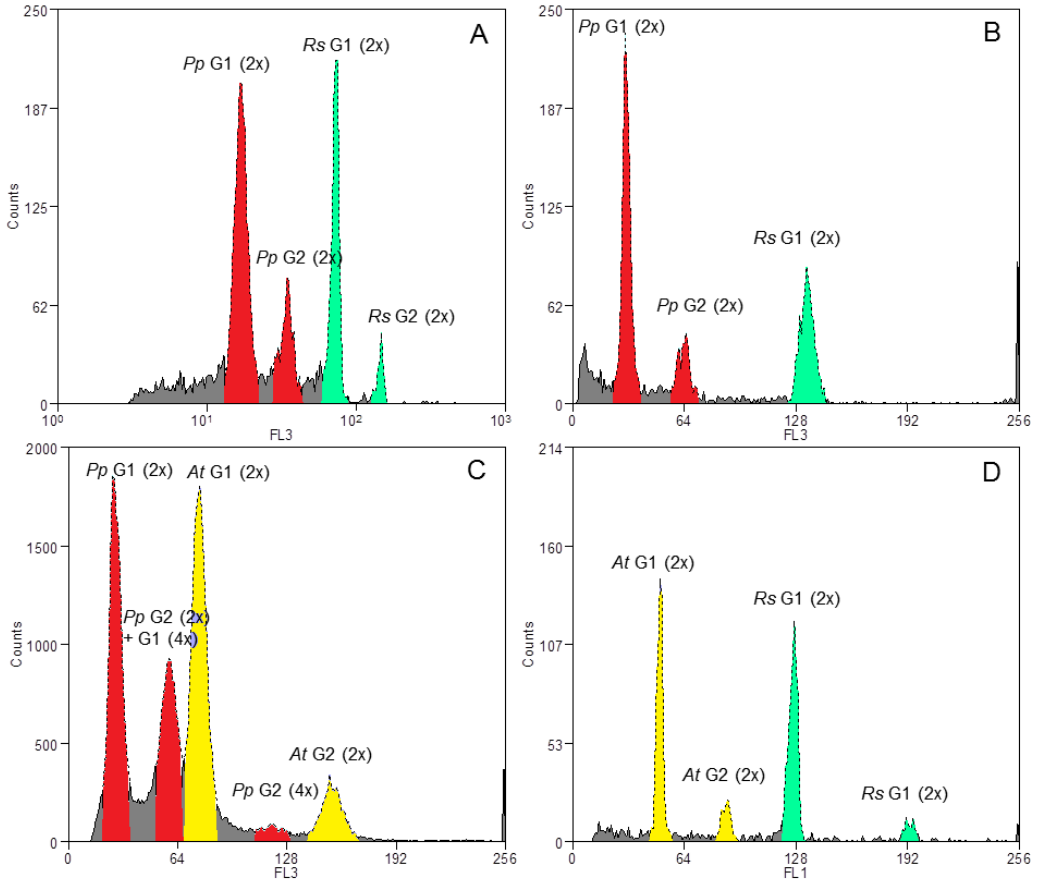 A
250
187
125
62
0
Counts
Pp G1 (2x)
Rs G1 (2x)
Pp G2 (2x)
Rs G2 (2x)
10⁰
10¹
10²
10³
FL3
B
250
187
125
62
0
Counts
Pp G1 (2x)
Rs G1 (2x)
Pp G2 (2x)
0
64
128
192
256
FL3
C
2000
1500
1000
500
0
Counts
Pp G1 (2x)
At G1 (2x)
Pp G2 (2x)
+ G1 (4x)
At G2 (2x)
Pp G2 (4x)
0
64
128
192
256
FL3
D
214
160
107
53
0
Counts
At G1 (2x)
Rs G1 (2x)
At G2 (2x)
Rs G1 (2x)
0
64
128
192
256
FL1